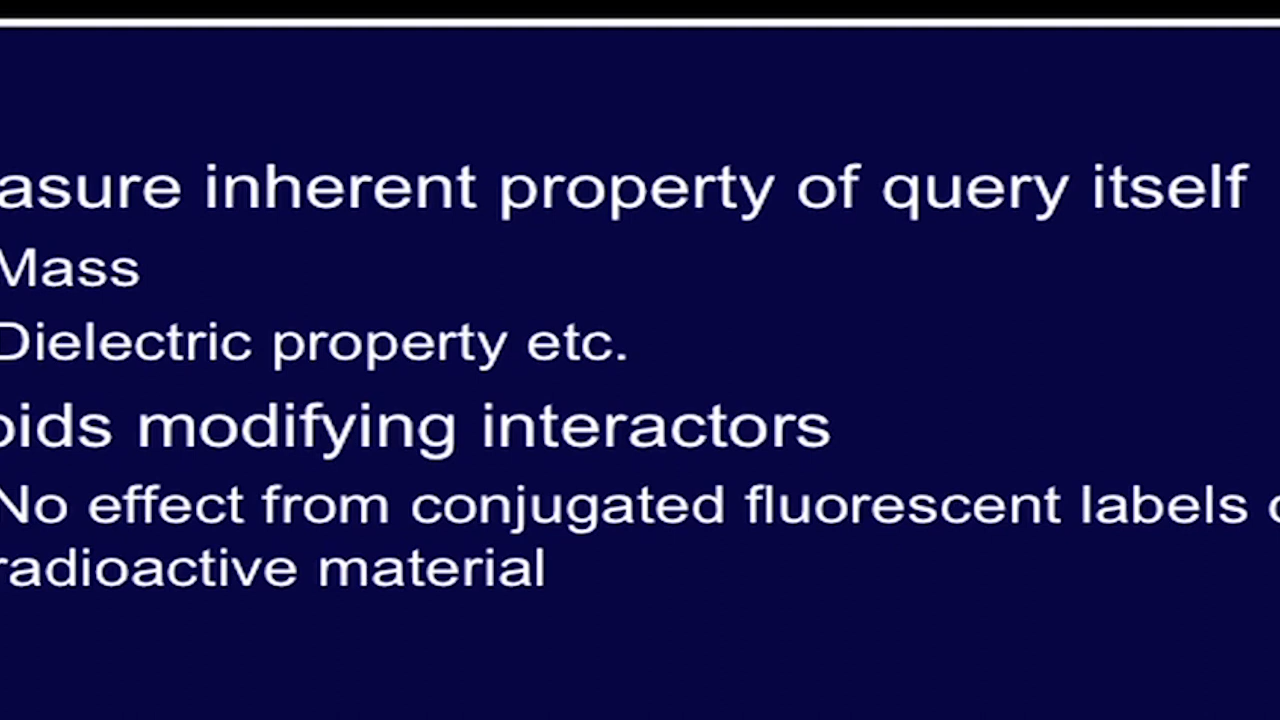 asure inherent property of query itself
Mass
Dielectric property etc.
oids modifying interactors
No effect from conjugated fluorescent labels
radioactive material